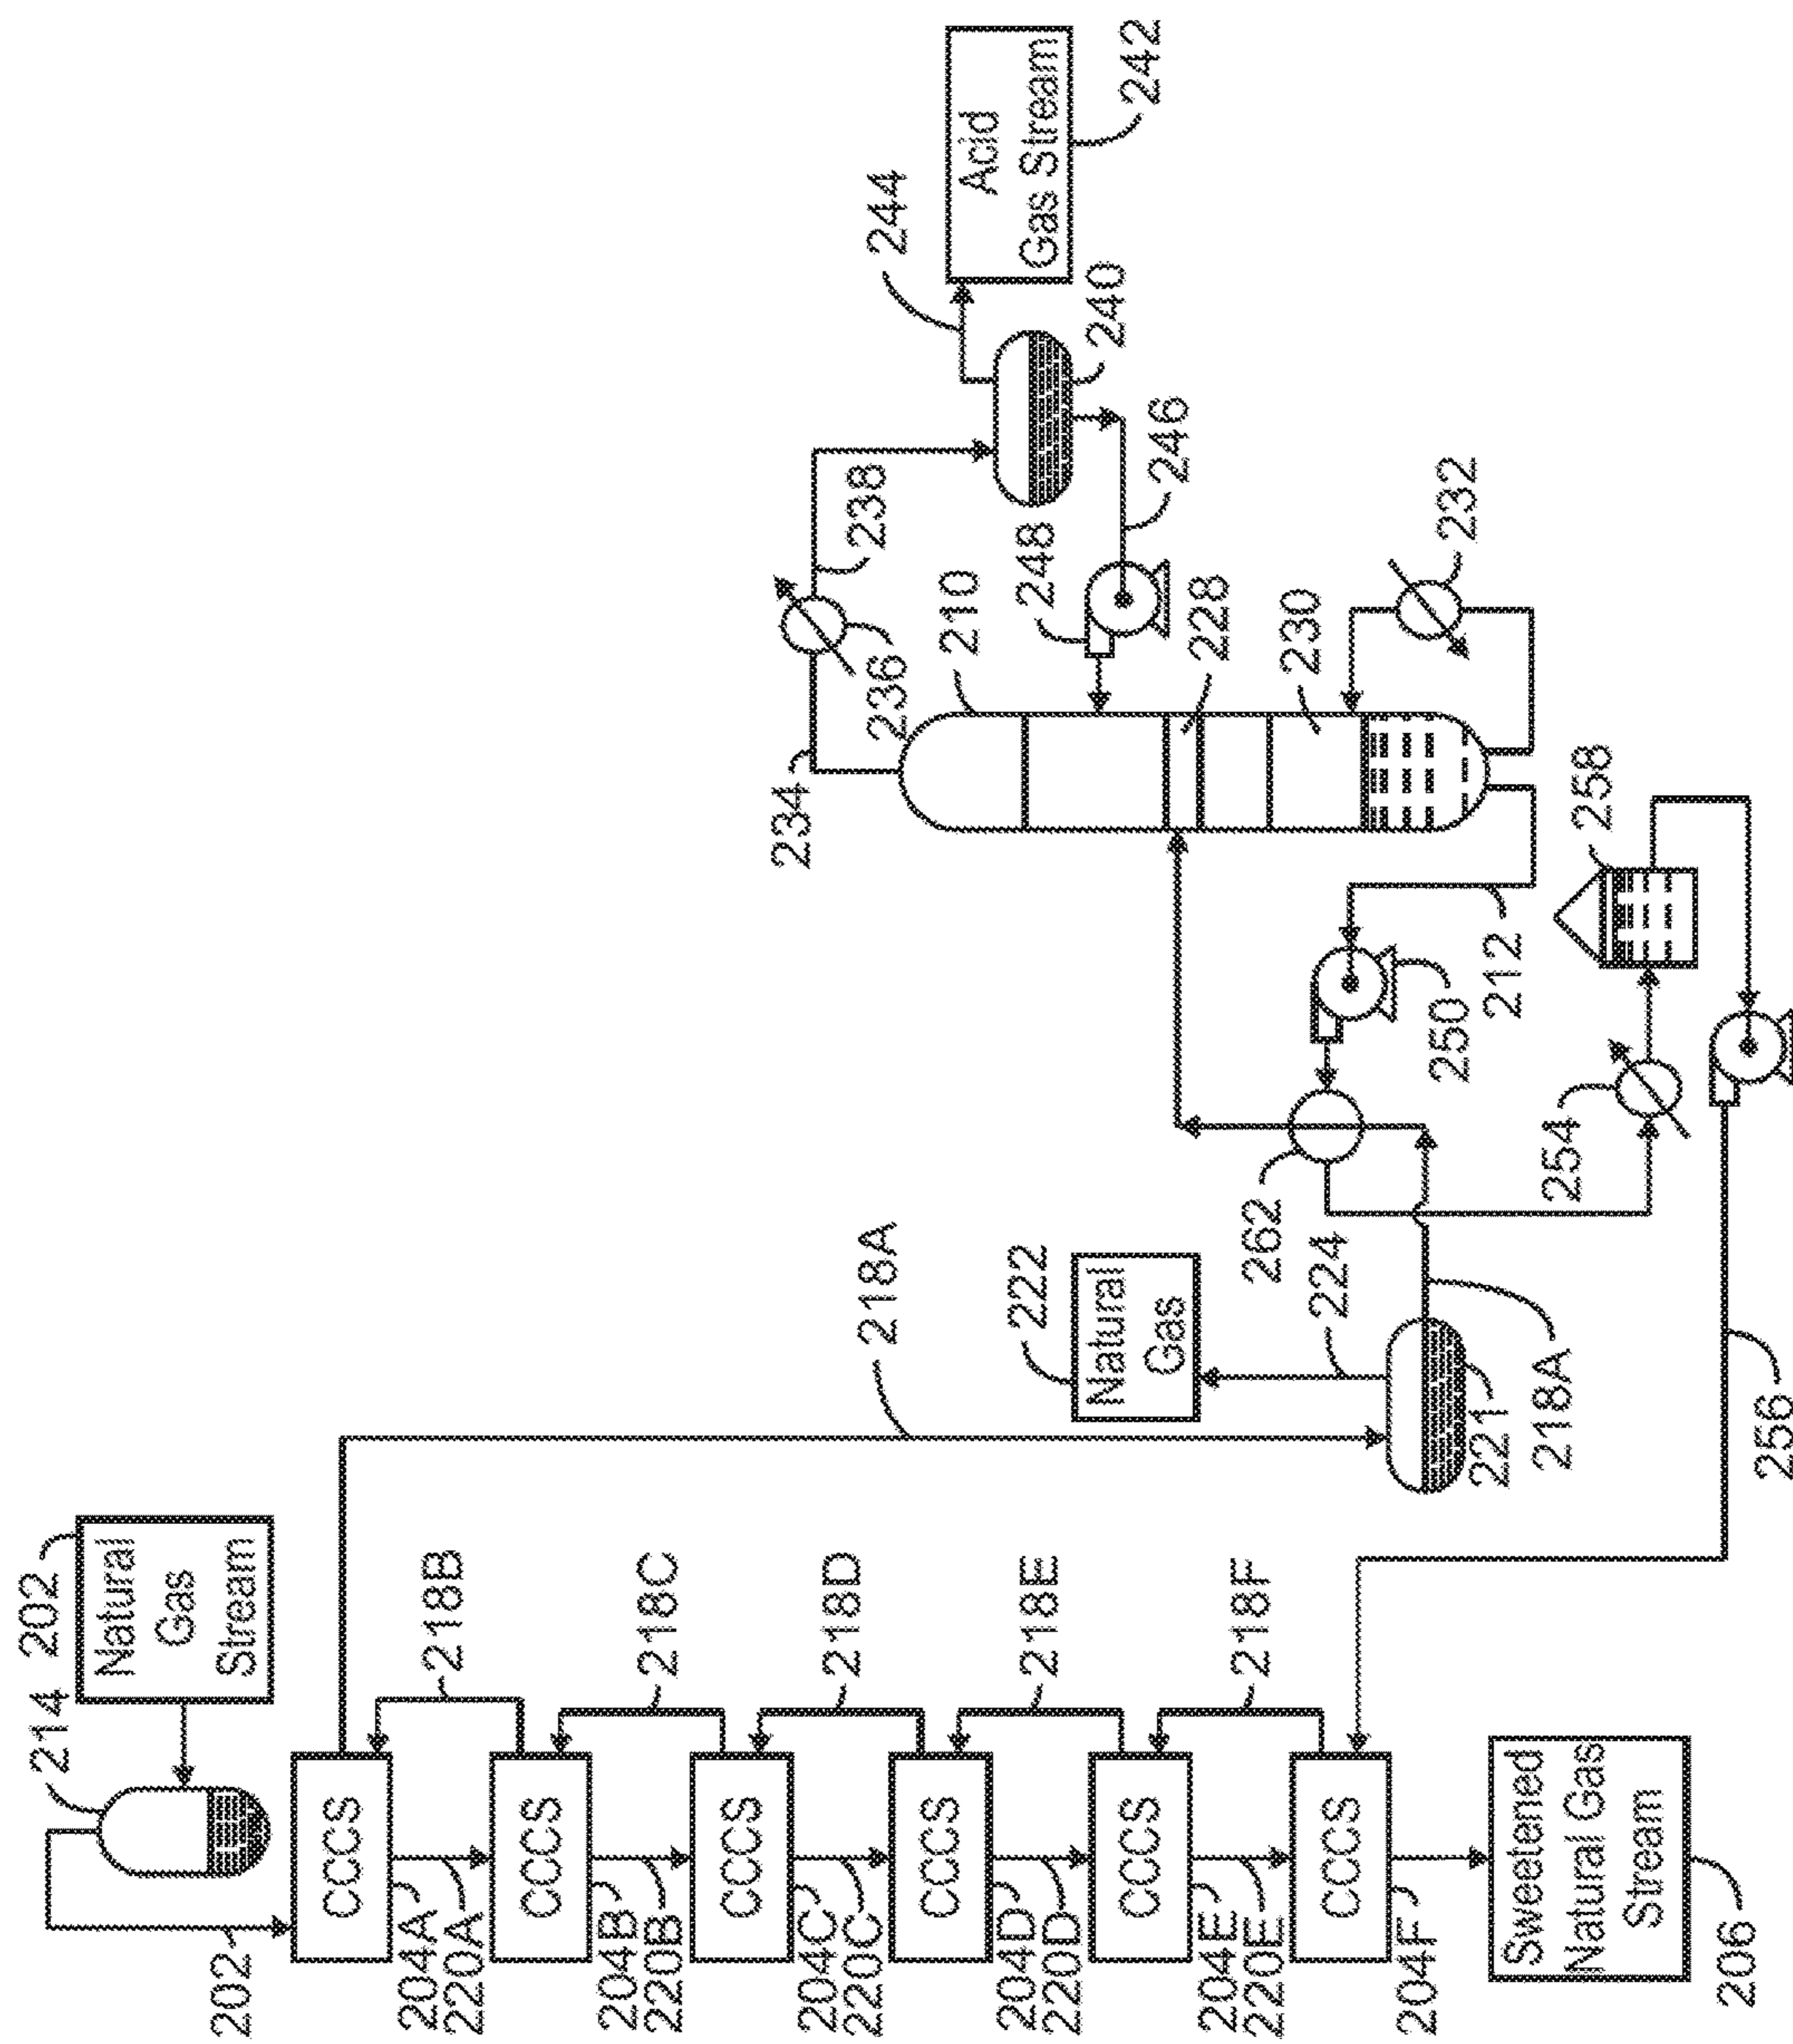 214
202
Natural
Gas
Stream
202
CCCS
204A
220A
218B
CCCS
204B
220B
218C
CCCS
204C
220C
218D
CCCS
204D
220D
218E
CCCS
204E
220E
218F
CCCS
204F
Sweetened
Natural Gas
Stream
206
218A
222
Natural
Gas
224
221
218A
262
250
212
254
258
256
234
236
238
210
248
228
230
232
244
240
246
Acid
Gas Stream
242